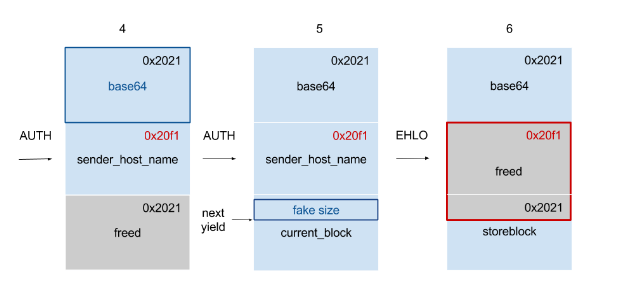 4
5
6
0x2021
base64
0x2021
base64
0x2021
base64
AUTH
0x20f1
sender_host_name
AUTH
0x20f1
sender_host_name
EHLO
0x20f1
freed
0x2021
freed
next
yield
fake size
current_block
0x2021
storeblock